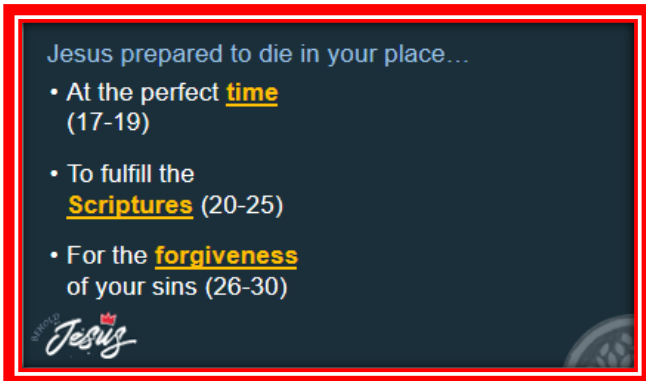 Jesus prepared to die in your place…
• At the perfect time
(17-19)
• To fulfill the
Scriptures (20-25)
• For the forgiveness
of your sins (26-30)
BEHOLD
Jesus